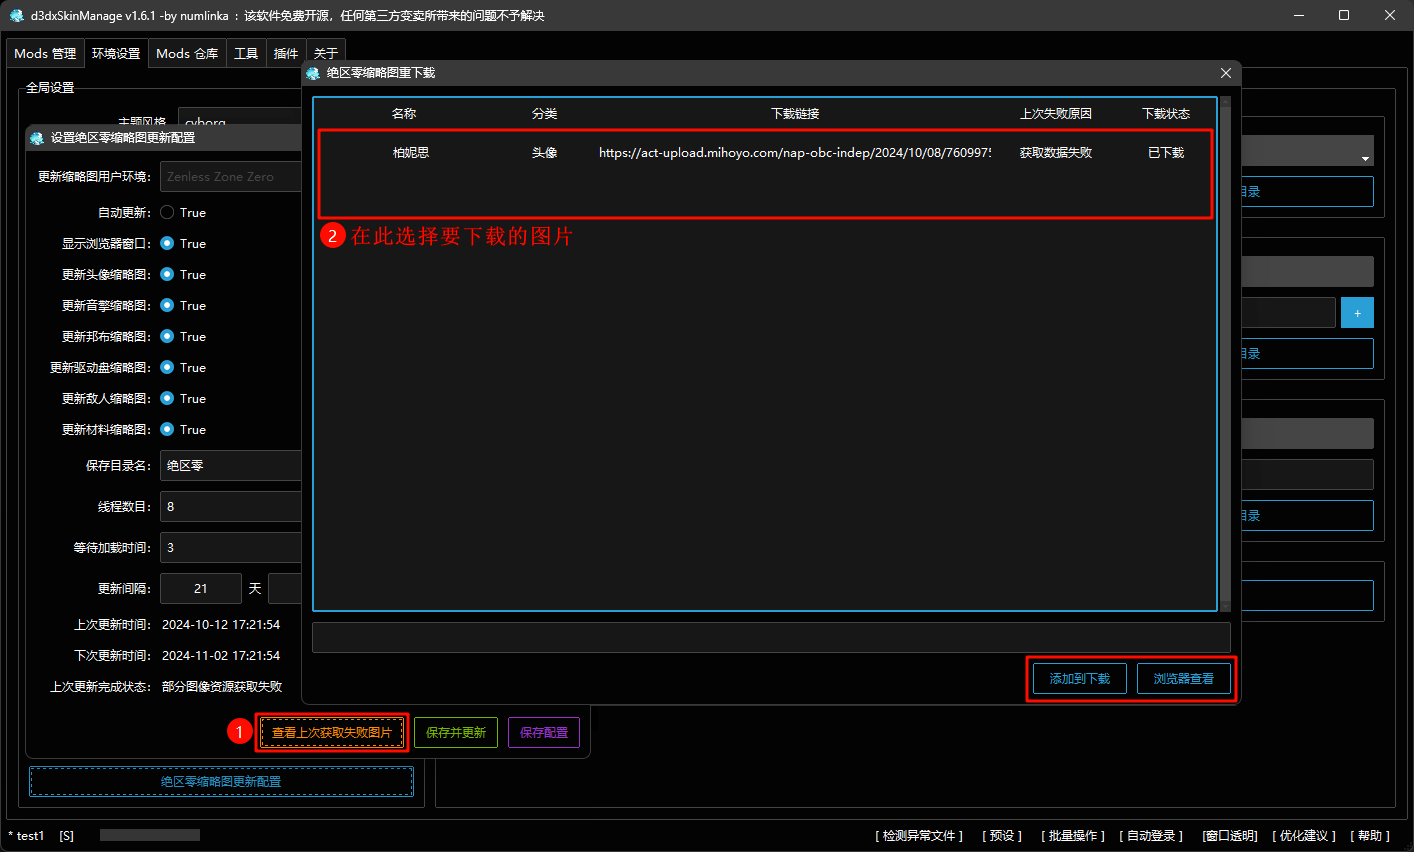 d3dxSkinManage v1.6.1 -by numlinka ：该软件免费开源，任何第三方变卖所带来的问题不予解决
Mods 管理
环境设置
Mods 仓库
工具
插件
关于
全局设置
主题风格
cyborg
设置绝区零缩略图更新配置
更新缩略图用户环境：
Zenless Zone Zero
自动更新：
True
显示浏览器窗口：
True
更新头像缩略图：
True
更新音擎缩略图：
True
更新邦布缩略图：
True
更新驱动盘缩略图：
True
更新敌人缩略图：
True
更新材料缩略图：
True
保存目录名：
绝区零
线程数目：
8
等待加载时间：
3
更新间隔：
21
天
上次更新时间：
2024-10-12 17:21:54
下次更新时间：
2024-11-02 17:21:54
上次更新完成状态：
部分图像资源获取失败
1
查看上次获取失败图片
保存并更新
保存配置
绝区零缩略图更新配置
绝区零缩略图重下载
名称
分类
下载链接
上次失败原因
下载状态
柏妮思
头像
https://act-upload.mihoyo.com/nap-obc-indep/2024/10/08/7609975
获取数据失败
已下载
2 在此选择要下载的图片
添加到下载
浏览器查看
目录
+
目录
目录
* test1
[S]
[ 检测异常文件 ]
[ 预设 ]
[ 批量操作 ]
[ 自动登录 ]
[窗口透明]
[ 优化建议 ]
[ 帮助 ]